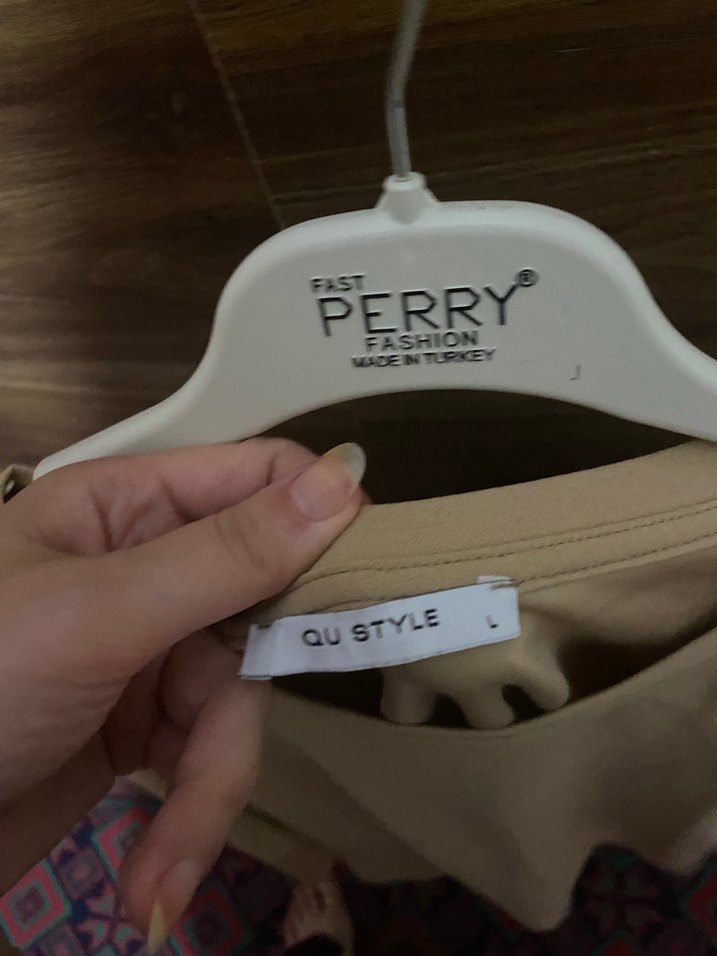 FAST
PERRY®
FASHION
MADE IN TURKEY
QU STYLE L